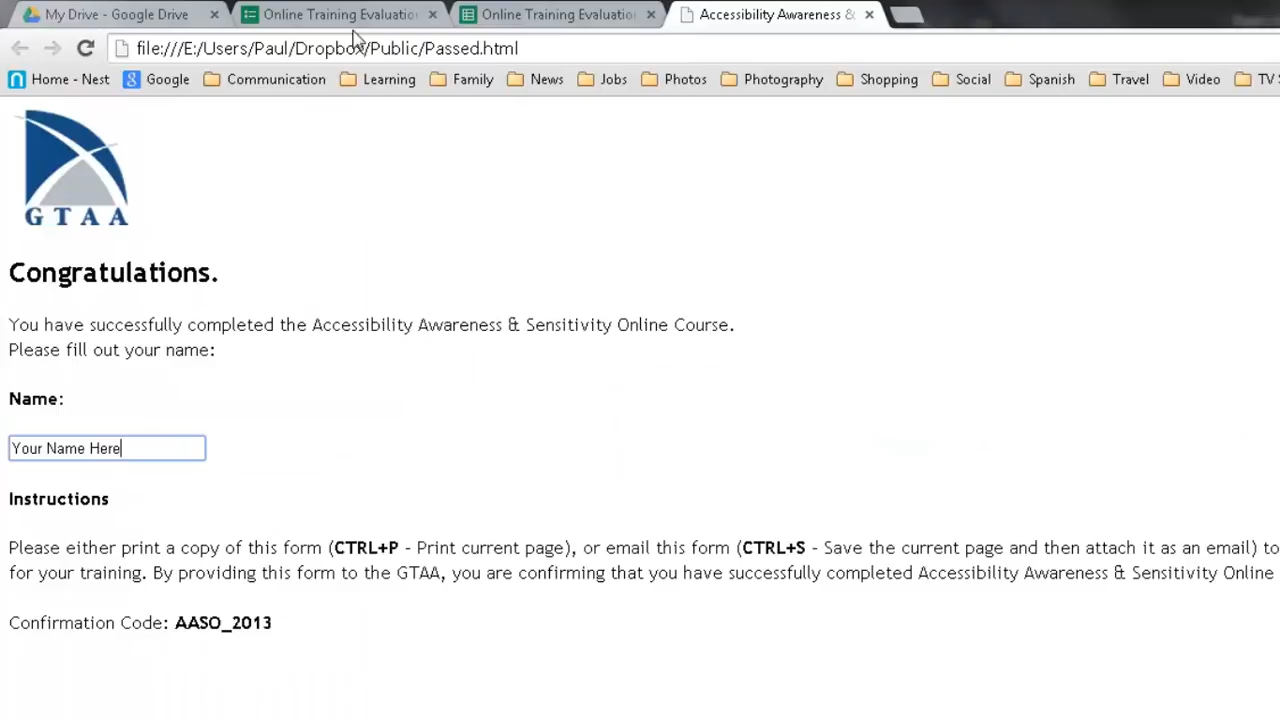 My Drive - Google Drive
Online Training Evaluation
Online Training Evaluation
Accessibility Awareness &
file:///E:/Users/Paul/Dropbox/Public/Passed.html
Home - Nest
Google
Communication
Learning
Family
News
Jobs
Photos
Photography
Shopping
Social
Spanish
Travel
Video
TV
GTAA
Congratulations.
You have successfully completed the Accessibility Awareness & Sensitivity Online Course.
Please fill out your name:
Name:
Your Name Here
Instructions
Please either print a copy of this form (CTRL+P - Print current page), or email this form (CTRL+S - Save the current page and then attach it as an email) to
for your training. By providing this form to the GTAA, you are confirming that you have successfully completed Accessibility Awareness & Sensitivity Online
Confirmation Code: AASO_2013